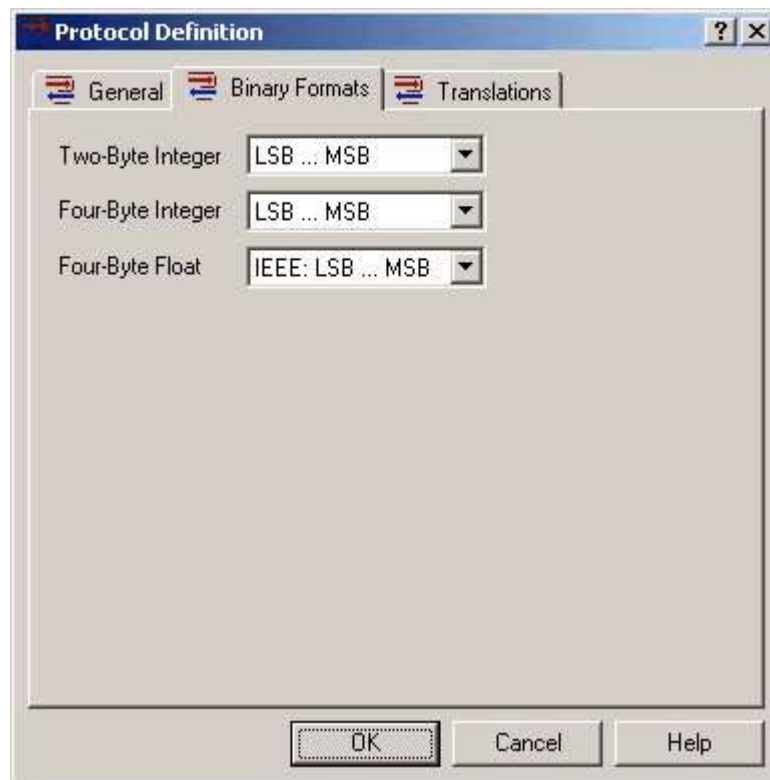 Protocol Definition
General Binary Formats Translations
Two-Byte Integer LSB ... MSB
Four-Byte Integer LSB ... MSB
Four-Byte Float IEEE: LSB ... MSB
OK Cancel Help